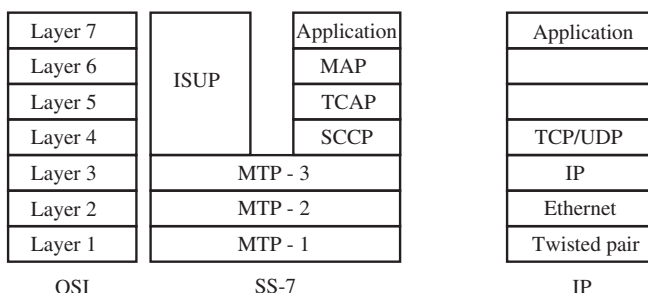 Layer 7
Layer 6
Layer 5
Layer 4
Layer 3
Layer 2
Layer 1
OSI
ISUP
Application
MAP
TCAP
SCCP
MTP - 3
MTP - 2
MTP - 1
SS-7
Application
TCP/UDP
IP
Ethernet
Twisted pair
IP